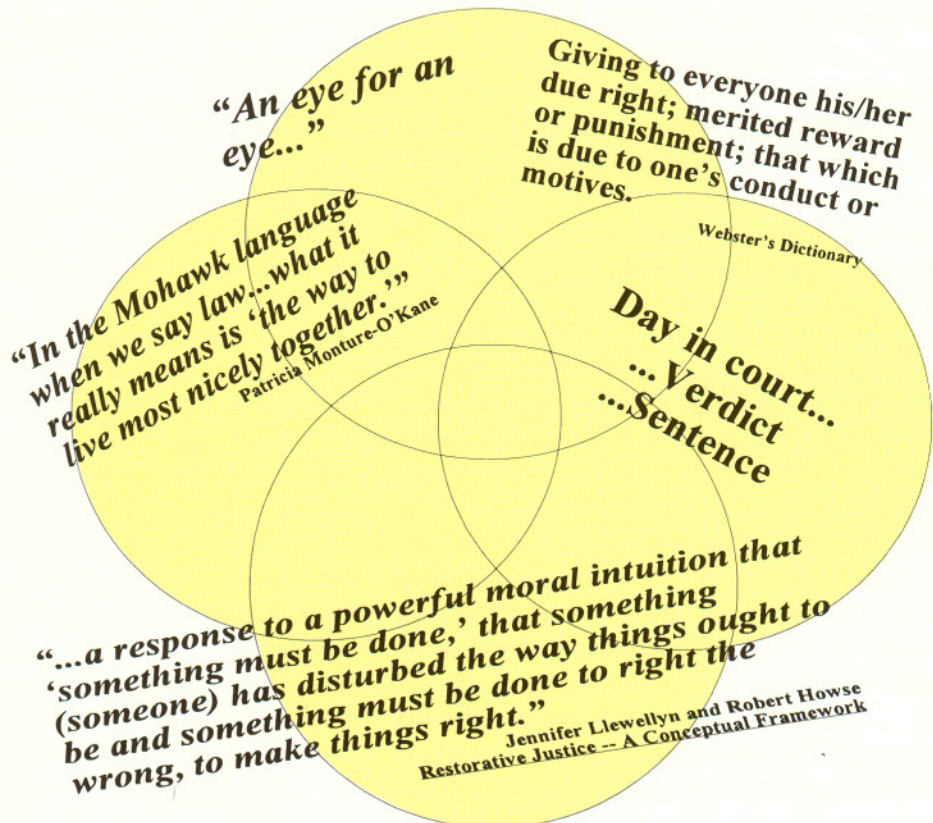 “An eye for an
eye...”
Giving to everyone his/her
due right; merited reward
or punishment; that which
is due to one’s conduct or
motives.
Webster’s Dictionary
“In the Mohawk language
when we say law...what it
really means is ‘the way to
live most nicely together.’”
Patricia Monture-O’Kane
Day in court...
...Verdict
...Sentence
“...a response to a powerful moral intuition that
‘something must be done,’ that something
(someone) has disturbed the way things ought to
be and something must be done to right the
wrong, to make things right.”
Jennifer Llewellyn and Robert Howse
Restorative Justice -- A Conceptual Framework